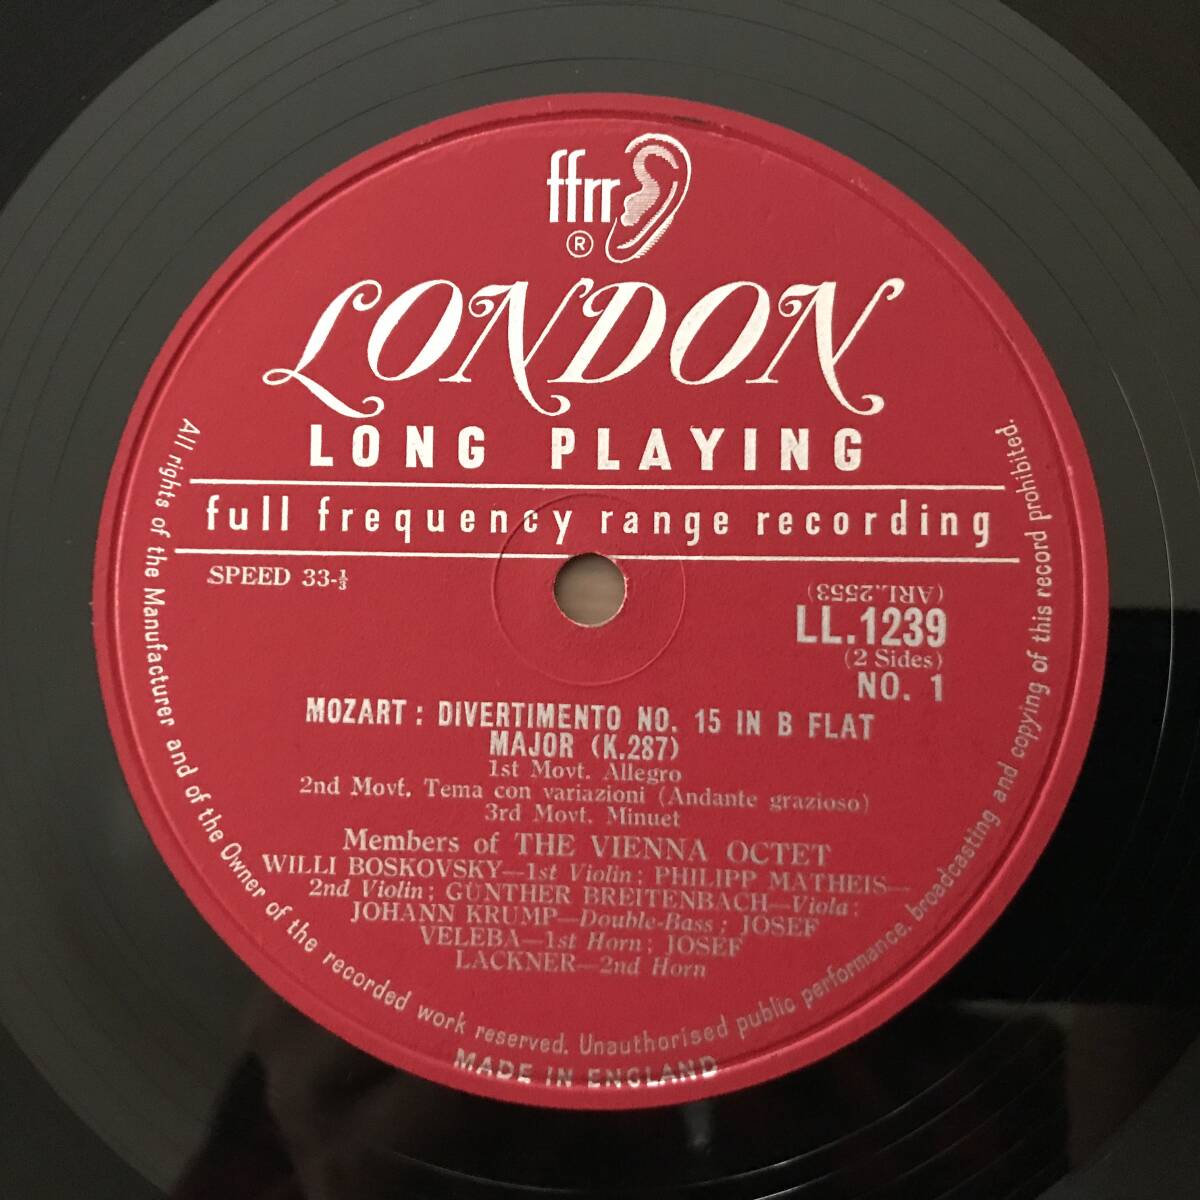 ffrr
®
LONDON
LONG PLAYING
full frequency range recording
SPEED 33-⅓
(ARL.2553)
LL.1239
(2 Sides)
NO. 1
MOZART: DIVERTIMENTO NO. 15 IN B FLAT
MAJOR (K.287)
1st Movt. Allegro
2nd Movt. Tema con variazioni (Andante grazioso)
3rd Movt. Minuet
Members of THE VIENNA OCTET
WILLI BOSKOVSKY—1st Violin; PHILIPP MATHEIS—
2nd Violin; GÜNTHER BREITENBACH—Viola;
JOHANN KRUMP—Double-Bass; JOSEF
VELEBA—1st Horn; JOSEF
LACKNER—2nd Horn
All rights of the Manufacturer and of the Owner of the recorded work reserved. Unauthorised public performance, broadcasting and copying of this record prohibited.
MADE IN ENGLAND